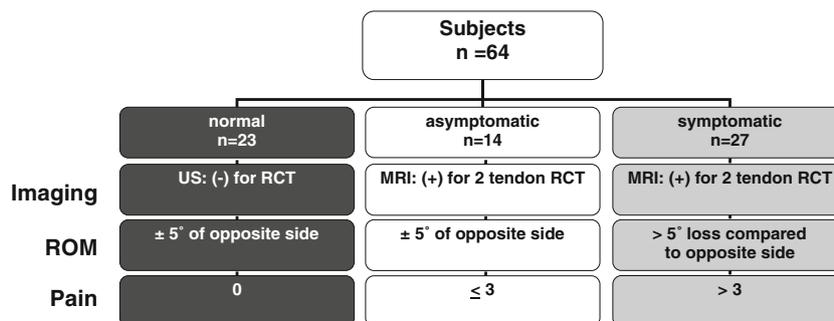 Subjects
n =64
normal
n=23
asymptomatic
n=14
symptomatic
n=27
Imaging
US: (-) for RCT
MRI: (+) for 2 tendon RCT
MRI: (+) for 2 tendon RCT
ROM
± 5˚ of opposite side
± 5˚ of opposite side
> 5˚ loss compared
to opposite side
Pain
0
≤ 3
> 3